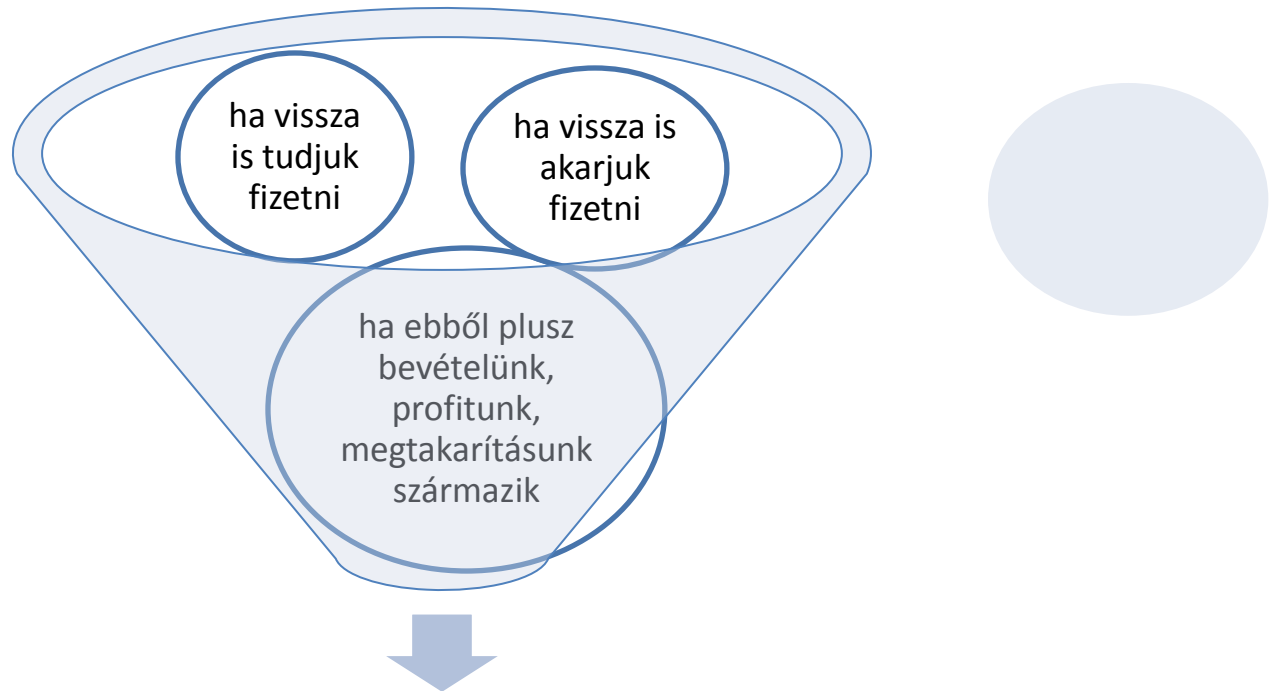 ha vissza
is tudjuk
fizetni
ha vissza is
akarjuk
fizetni
ha ebből plusz
bevételünk,
profitunk,
megtakarításunk
származik